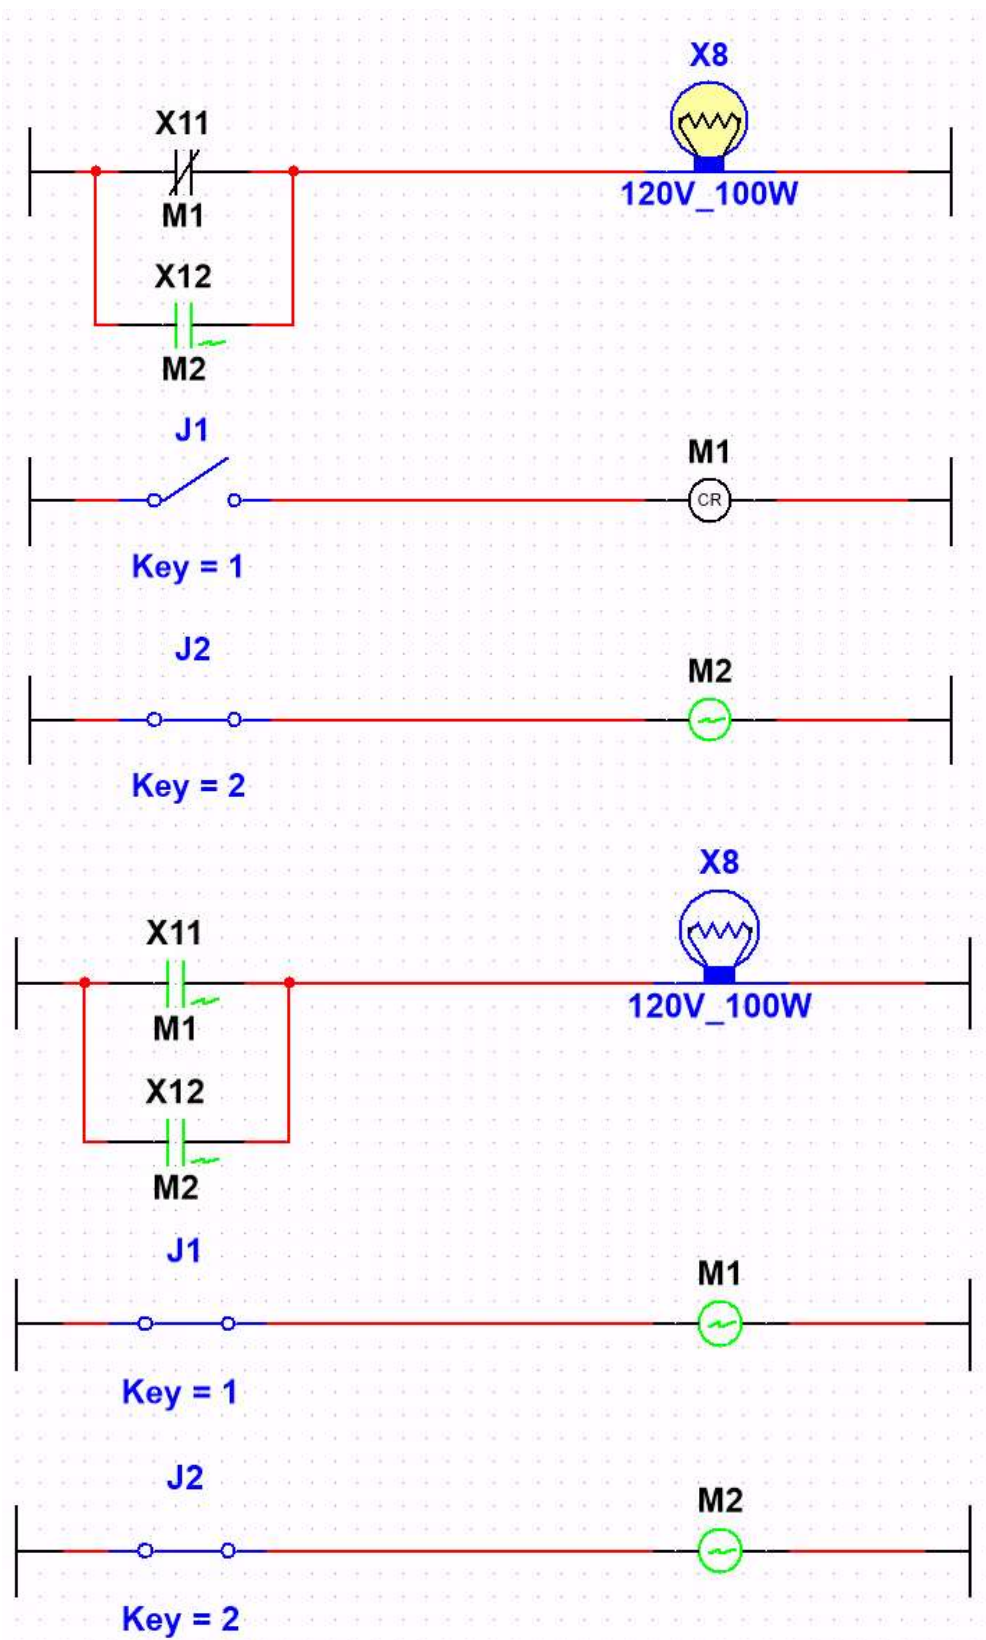 X8
X11
120V_100W
M1
X12
M2
J1
M1
CR
Key = 1
J2
M2
Key = 2
X8
X11
120V_100W
M1
X12
M2
J1
M1
Key = 1
J2
M2
Key = 2